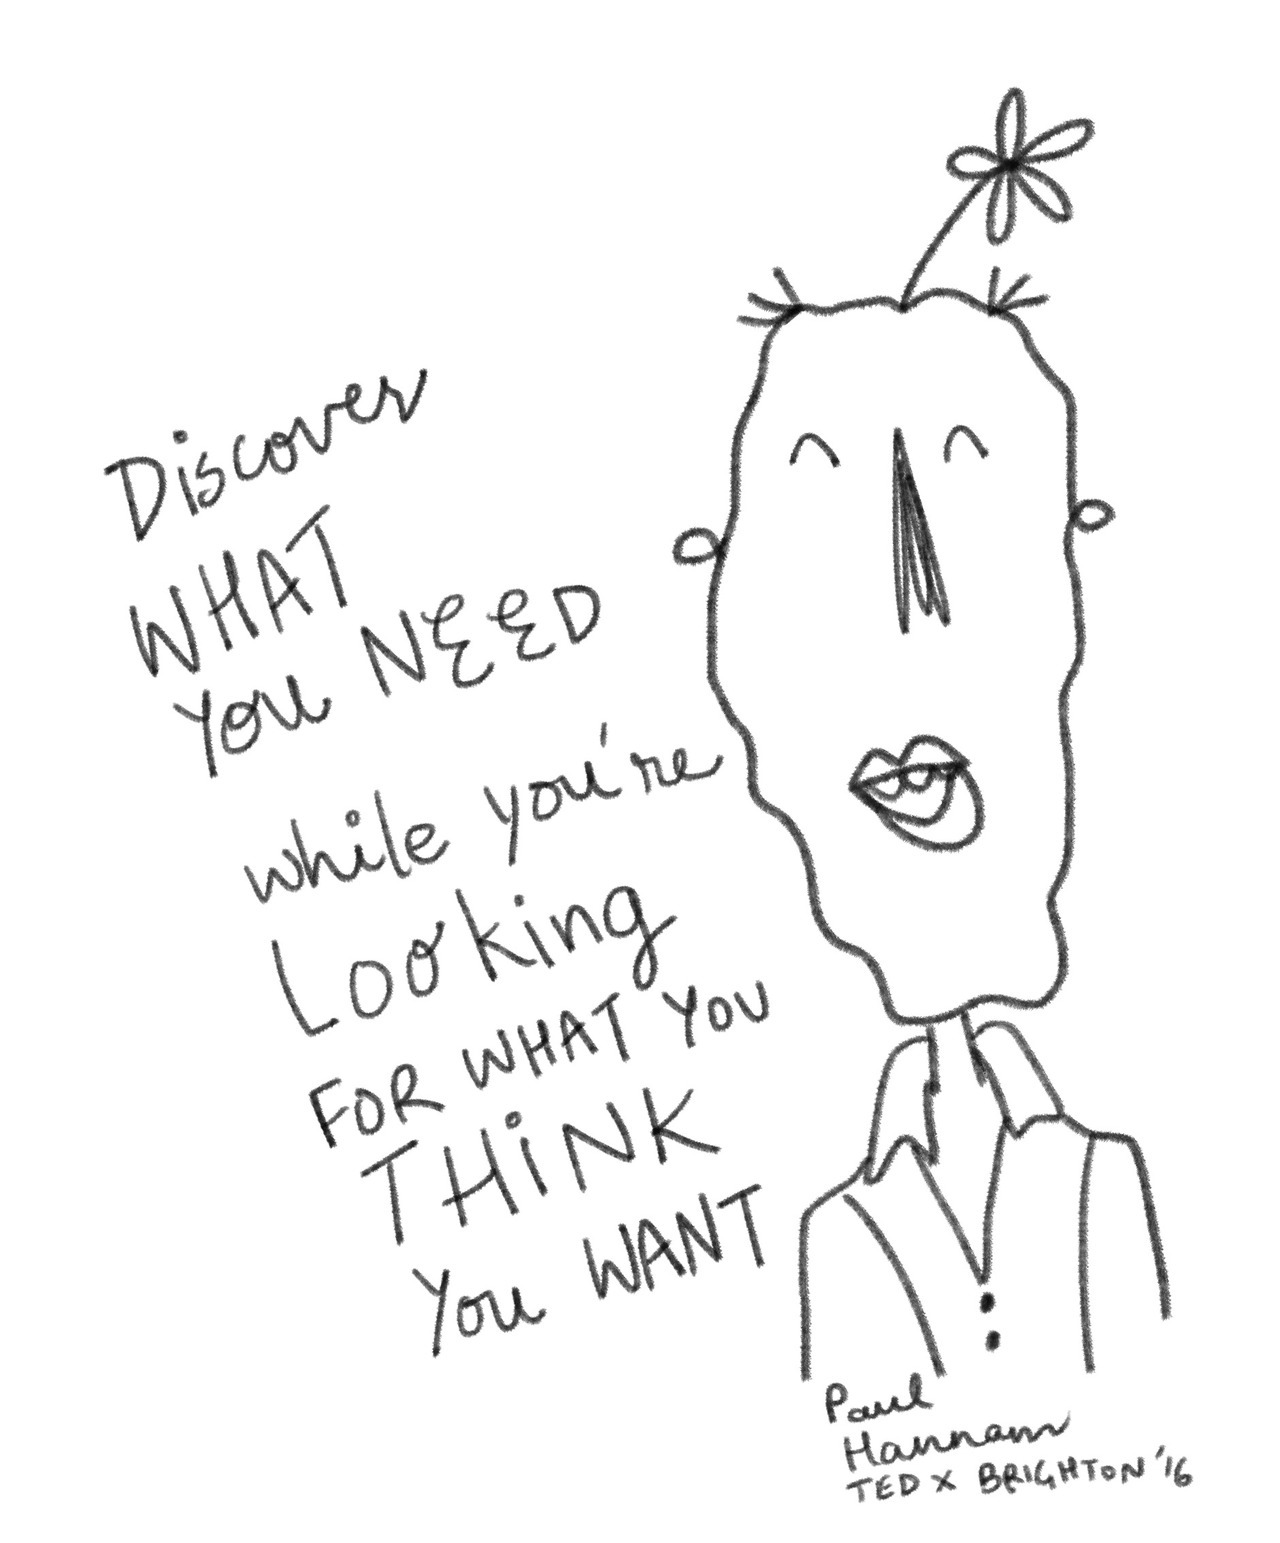 Discover
WHAT
YOU NEED
while you're
Looking
FOR WHAT YOU
THiNK
You WANT
Paul
Hannam
TED X BRIGHTON '16